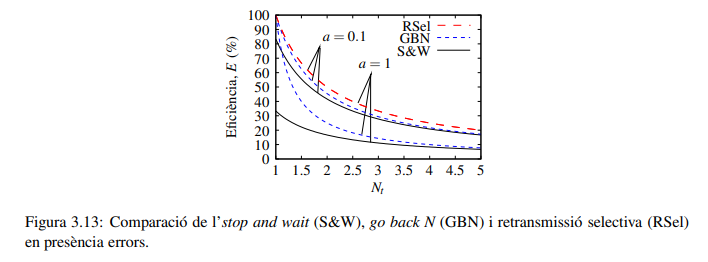 100
90
80
70
60
50
40
30
20
10
0
Eficiència, E (%)
RSel
GBN
S&W
a = 0.1
a = 1
1 1.5 2 2.5 3 3.5 4 4.5 5
Nt
Figura 3.13: Comparació de l'stop and wait (S&W), go back N (GBN) i retransmissió selectiva (RSel)
en presència errors.